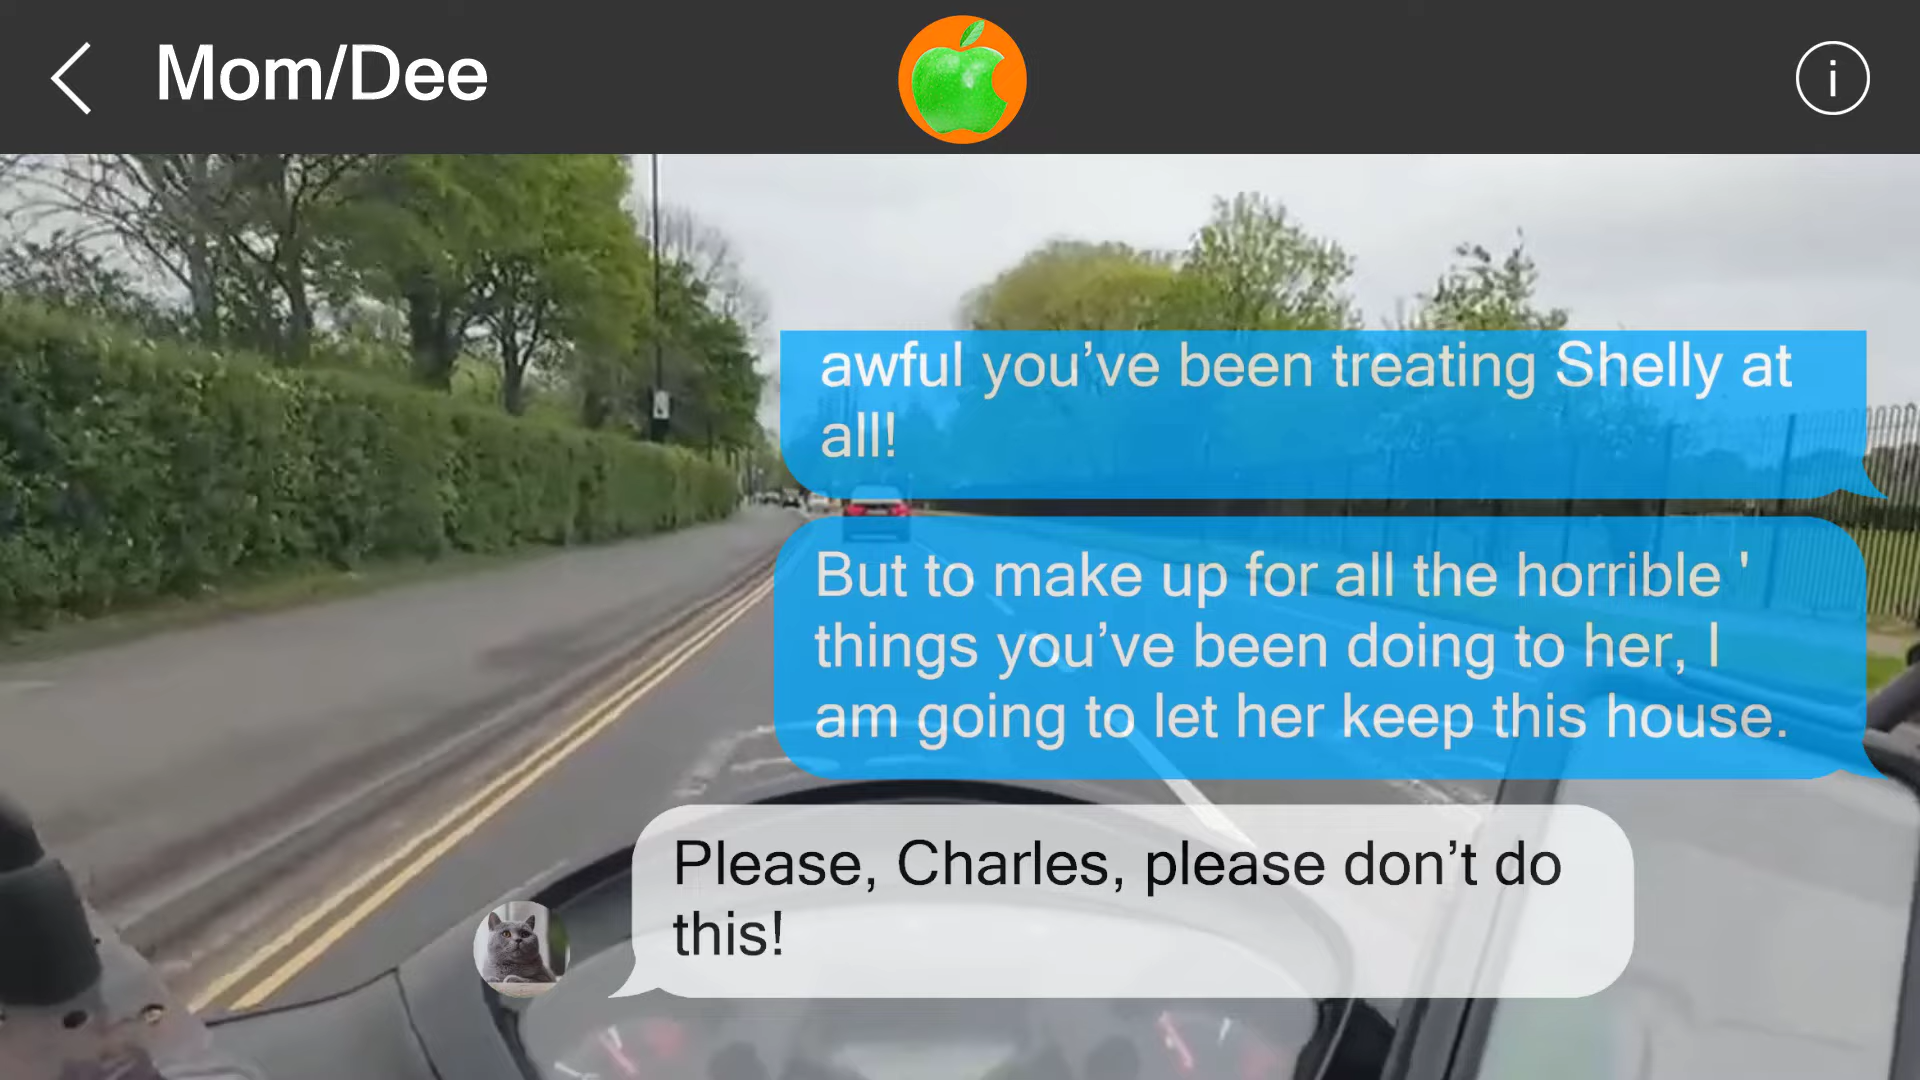 Mom/Dee
i
awful you’ve been treating Shelly at
all!
But to make up for all the horrible '
things you’ve been doing to her, I
am going to let her keep this house.
Please, Charles, please don’t do
this!